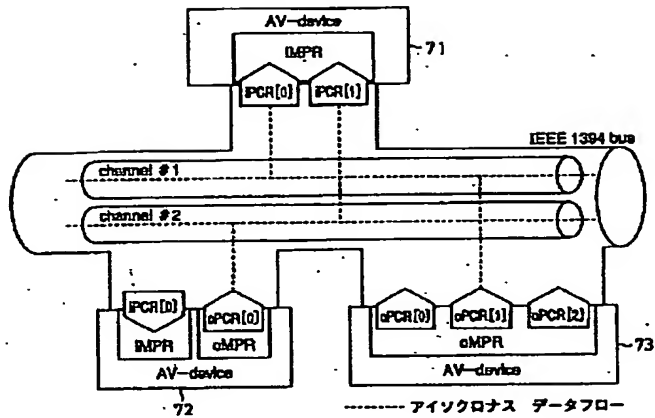 AV-device
iMPR
71
iPCR[0]
iPCR[1]
IEEE 1394 bus
channel #1
channel #2
iPCR[0]
oPCR[0]
iMPR
oMPR
AV-device
72
oPCR[0]
oPCR[1]
oPCR[2]
oMPR
AV-device
73
アイソクロナス データフロー